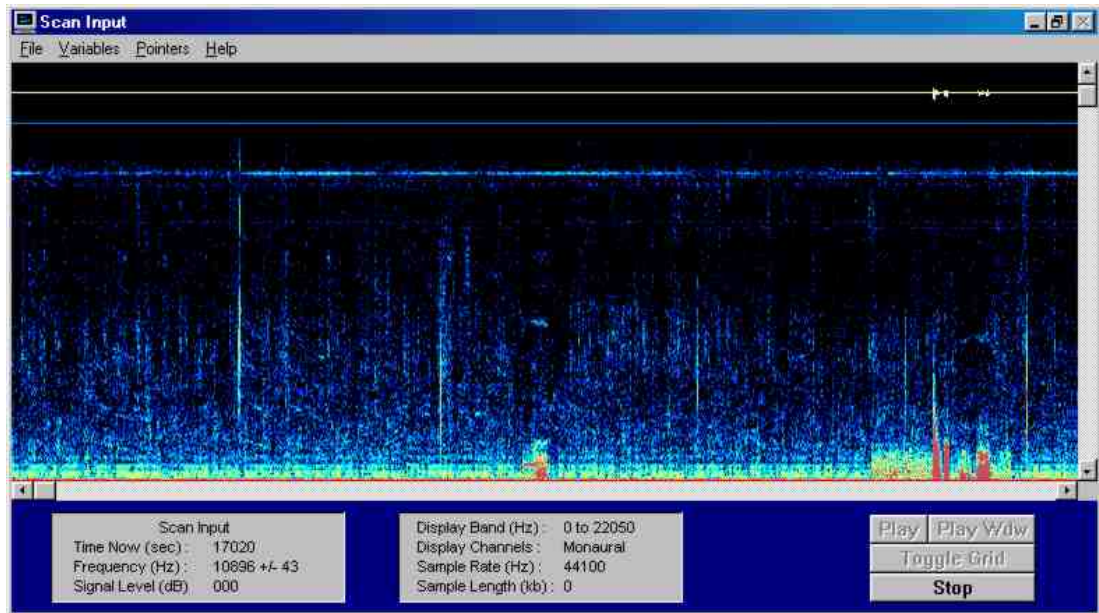 Scan Input
File Variables Pointers Help
Scan Input
Time Now (sec) : 17020
Frequency (Hz) : 10896 +/- 43
Signal Level (dB) 000
Display Band (Hz) : 0 to 22050
Display Channels : Monaural
Sample Rate (Hz) : 44100
Sample Length (kb) : 0
Play Play Wdw
Toggle Grid
Stop